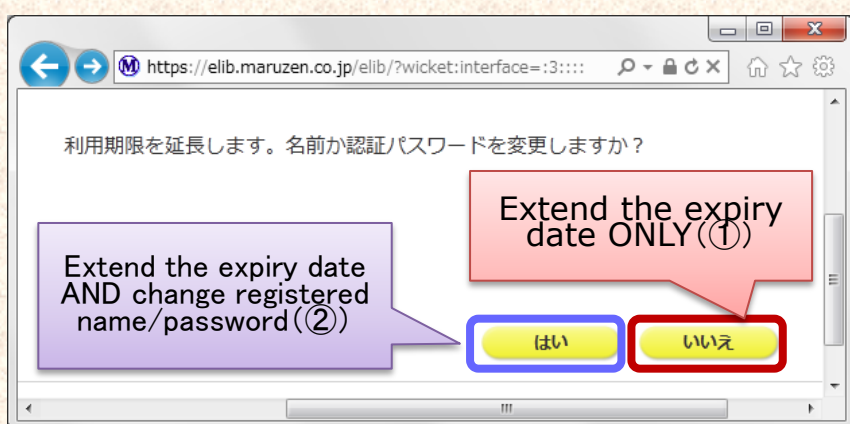 https://elib.maruzen.co.jp/elib/?wicket:interface=:3::::
利用期限を延長します。名前か認証パスワードを変更しますか？
Extend the expiry
date ONLY(①)
Extend the expiry date
AND change registered
name/password(②)
はい
いいえ